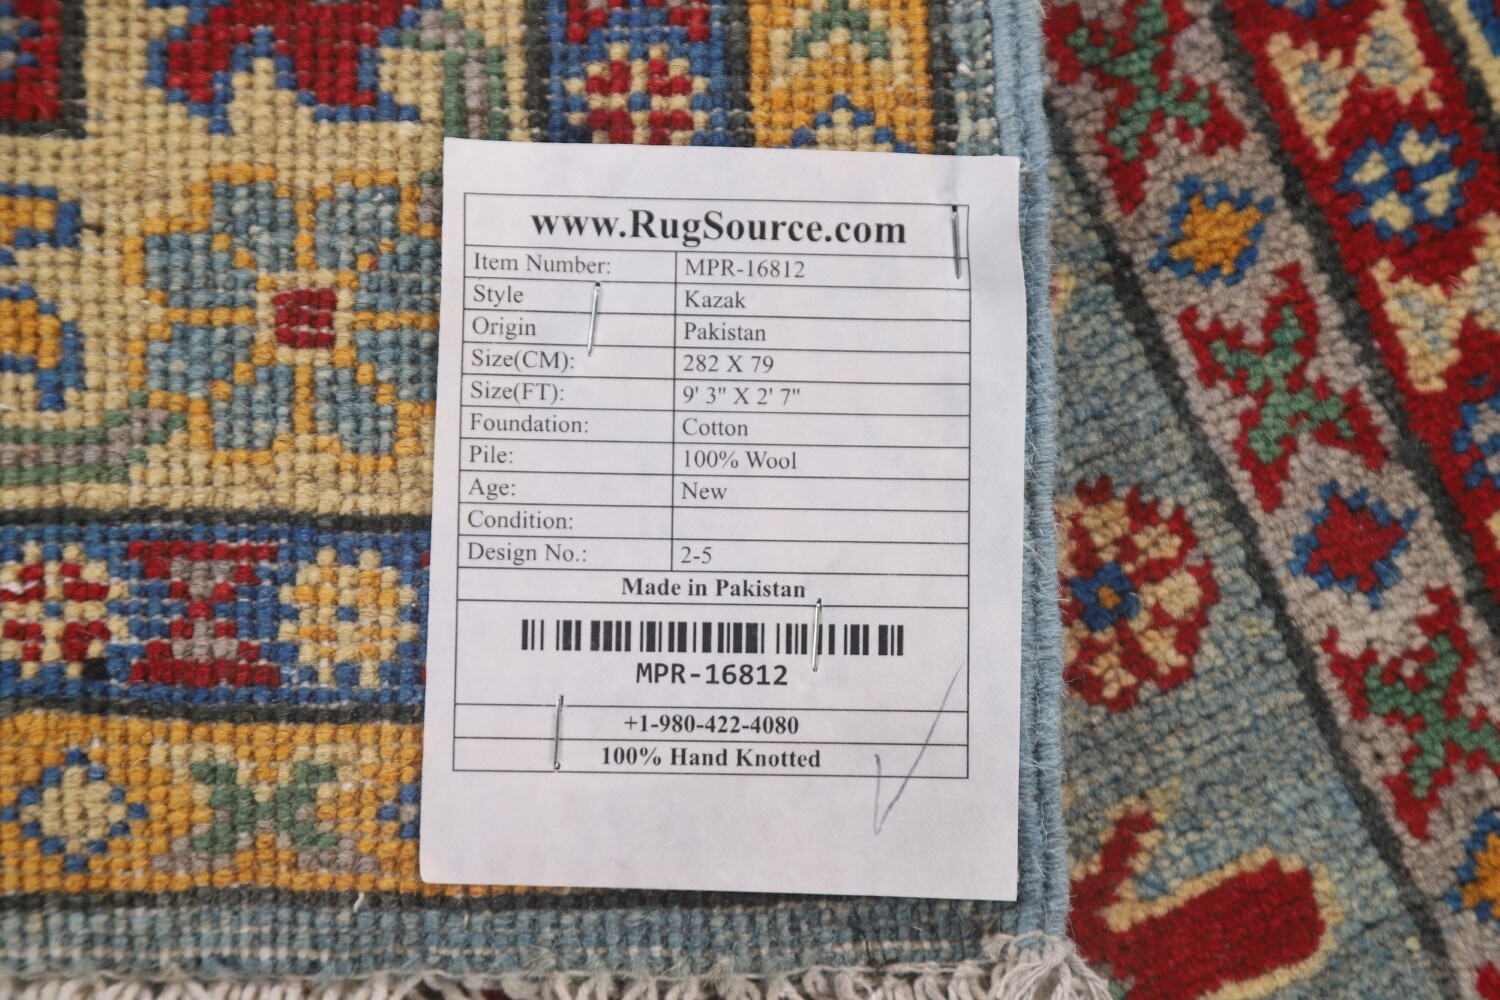 www.RugSource.com
Item Number: MPR-16812
Style Kazak
Origin Pakistan
Size(CM): 282 X 79
Size(FT): 9' 3" X 2' 7"
Foundation: Cotton
Pile: 100% Wool
Age: New
Condition:
Design No.: 2-5
Made in Pakistan
MPR-16812
+1-980-422-4080
100% Hand Knotted